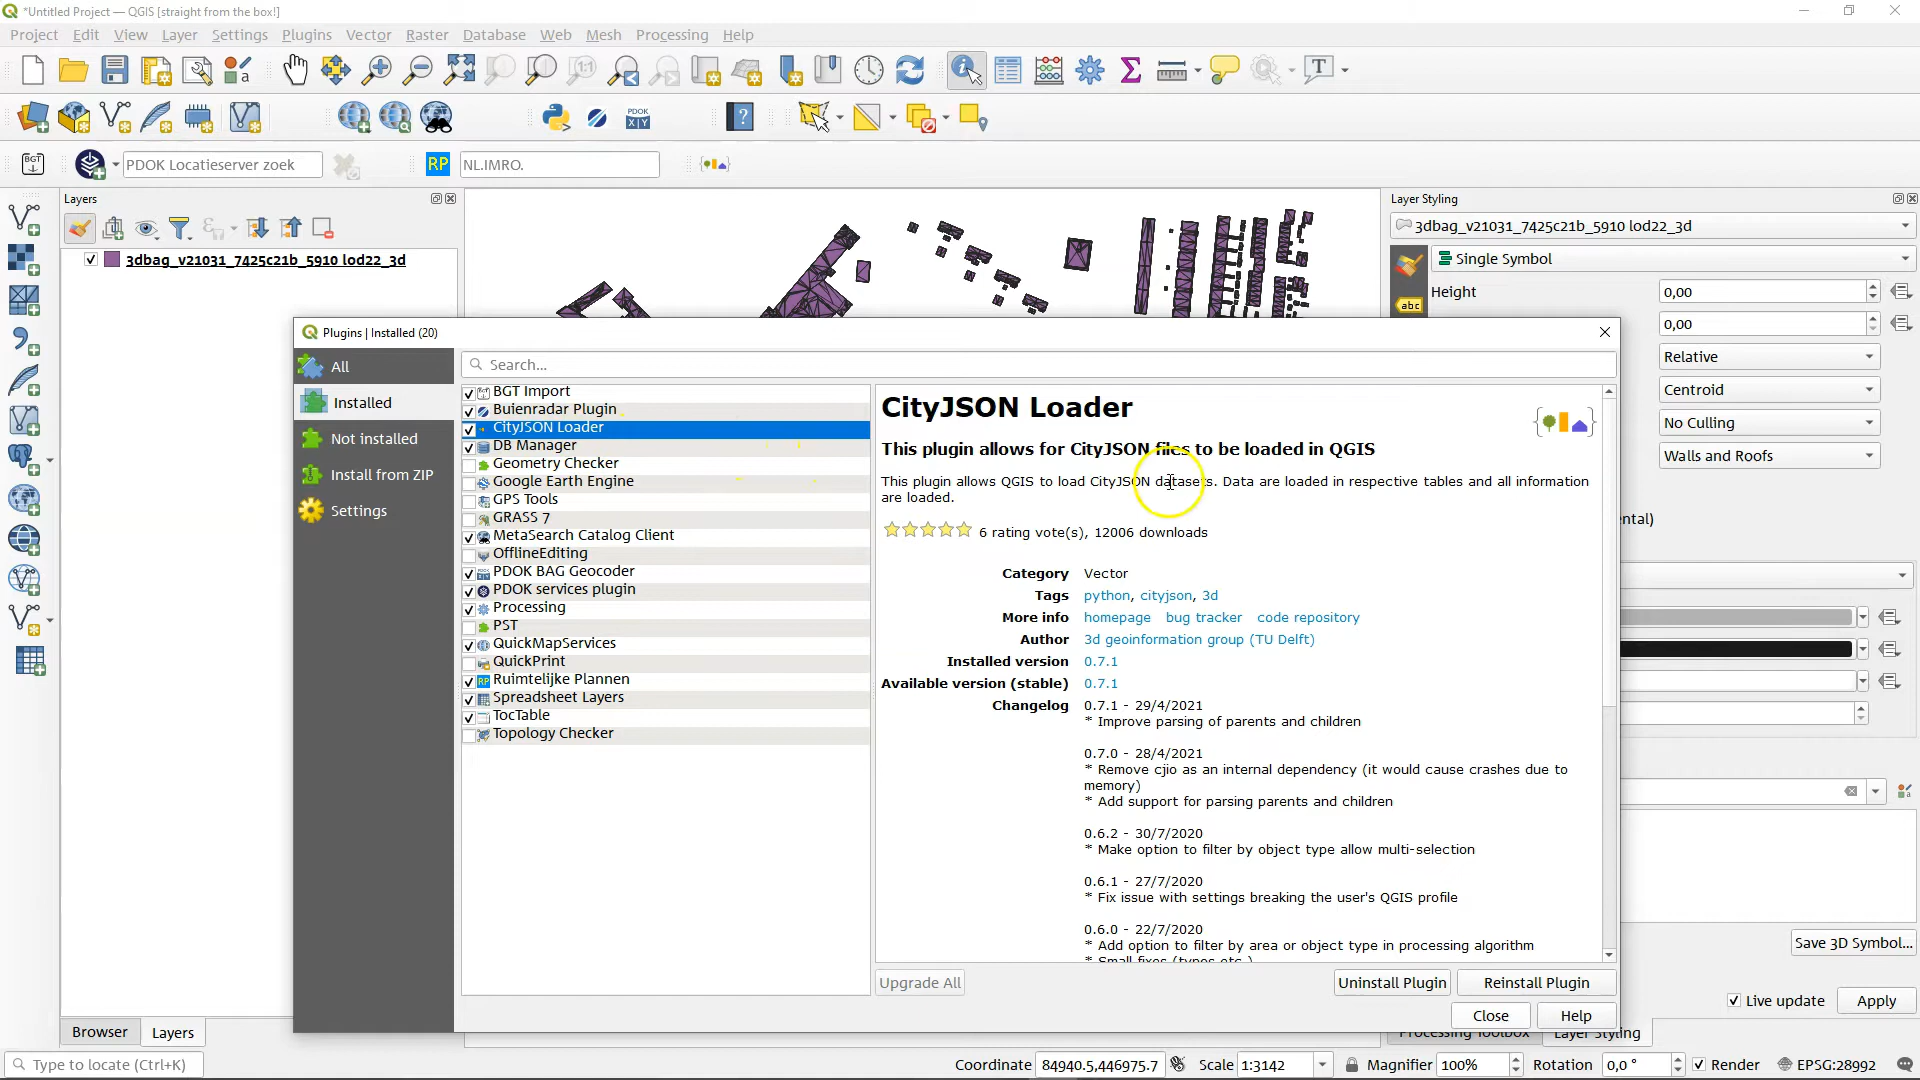 *Untitled Project — QGIS [straight from the box!]
Project Edit View Layer Settings Plugins Vector Raster Database Web Mesh Processing Help
PDOK
X|Y
BGT
PDOK Locatieserver zoek
RP
NL.IMRO.
Layers
3dbag_v21031_7425c21b_5910 lod22_3d
Layer Styling
3dbag_v21031_7425c21b_5910 lod22_3d
Single Symbol
abc
Height 0,00
0,00
Relative
Centroid
No Culling
Walls and Roofs
ntal)
Plugins | Installed (20)
All
Installed
Not installed
Install from ZIP
Settings
Search...
BGT Import
Buienradar Plugin
CityJSON Loader
DB Manager
Geometry Checker
Google Earth Engine
GPS Tools
GRASS 7
MetaSearch Catalog Client
OfflineEditing
PDOK BAG Geocoder
PDOK services plugin
Processing
PST
QuickMapServices
QuickPrint
Ruimtelijke Plannen
Spreadsheet Layers
TocTable
Topology Checker
CityJSON Loader
This plugin allows for CityJSON files to be loaded in QGIS
This plugin allows QGIS to load CityJSON datasets. Data are loaded in respective tables and all information
are loaded.
6 rating vote(s), 12006 downloads
Category Vector
Tags python, cityjson, 3d
More info homepage bug tracker code repository
Author 3d geoinformation group (TU Delft)
Installed version 0.7.1
Available version (stable) 0.7.1
Changelog 0.7.1 - 29/4/2021
* Improve parsing of parents and children
0.7.0 - 28/4/2021
* Remove cjio as an internal dependency (it would cause crashes due to
memory)
* Add support for parsing parents and children
0.6.2 - 30/7/2020
* Make option to filter by object type allow multi-selection
0.6.1 - 27/7/2020
* Fix issue with settings breaking the user's QGIS profile
0.6.0 - 22/7/2020
* Add option to filter by area or object type in processing algorithm
* Small fixes (types etc.)
Upgrade All Uninstall Plugin Reinstall Plugin
Close Help
Save 3D Symbol...
Live update Apply
Browser Layers
Processing Toolbox Layer Styling
Type to locate (Ctrl+K)
Coordinate 84940.5,446975.7 Scale 1:3142 Magnifier 100% Rotation 0,0 ° Render EPSG:28992